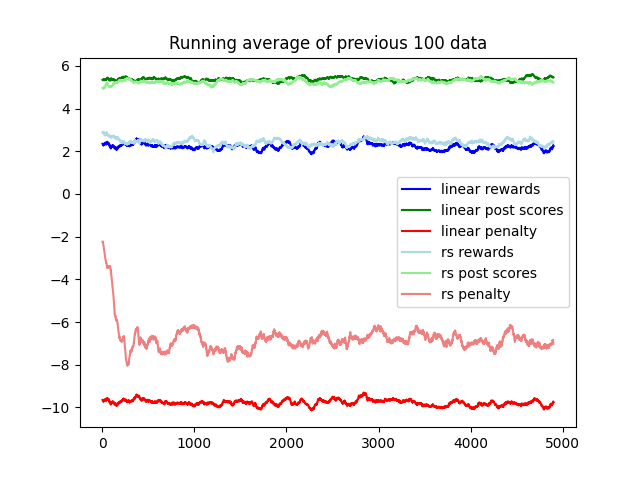 Running average of previous 100 data
6
4
2
0
−2
−4
−6
−8
−10
linear rewards
linear post scores
linear penalty
rs rewards
rs post scores
rs penalty
0 1000 2000 3000 4000 5000